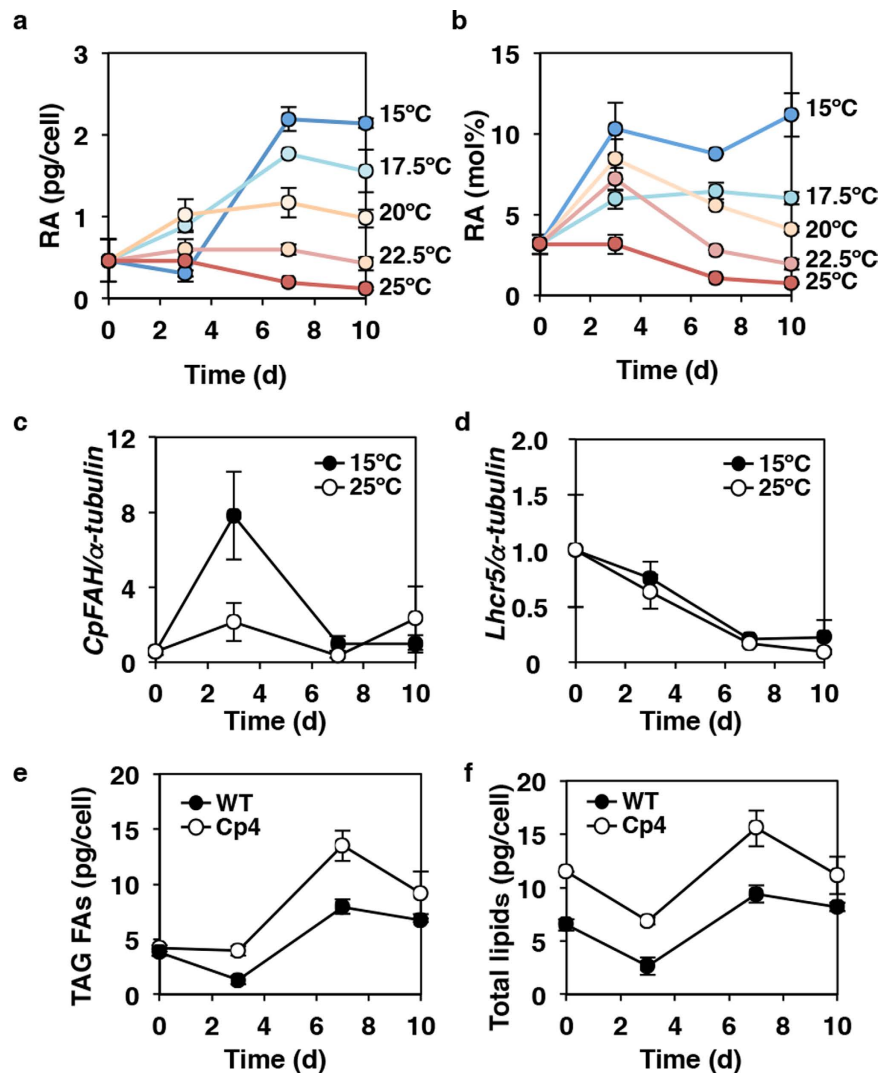 a
3
2
1
0
RA (pg/cell)
15ºC
17.5ºC
20ºC
22.5ºC
25ºC
0 2 4 6 8 10
Time (d)
b
15
10
5
0
RA (mol%)
15ºC
17.5ºC
20ºC
22.5ºC
25ºC
0 2 4 6 8 10
Time (d)
c
12
8
4
0
CpFAH/α-tubulin
15ºC
25ºC
0 2 4 6 8 10
Time (d)
d
2.0
1.5
1.0
0.5
0
Lhcr5/α-tubulin
15ºC
25ºC
0 2 4 6 8 10
Time (d)
e
20
15
10
5
0
TAG FAs (pg/cell)
WT
Cp4
0 2 4 6 8 10
Time (d)
f
20
15
10
5
0
Total lipids (pg/cell)
WT
Cp4
0 2 4 6 8 10
Time (d)